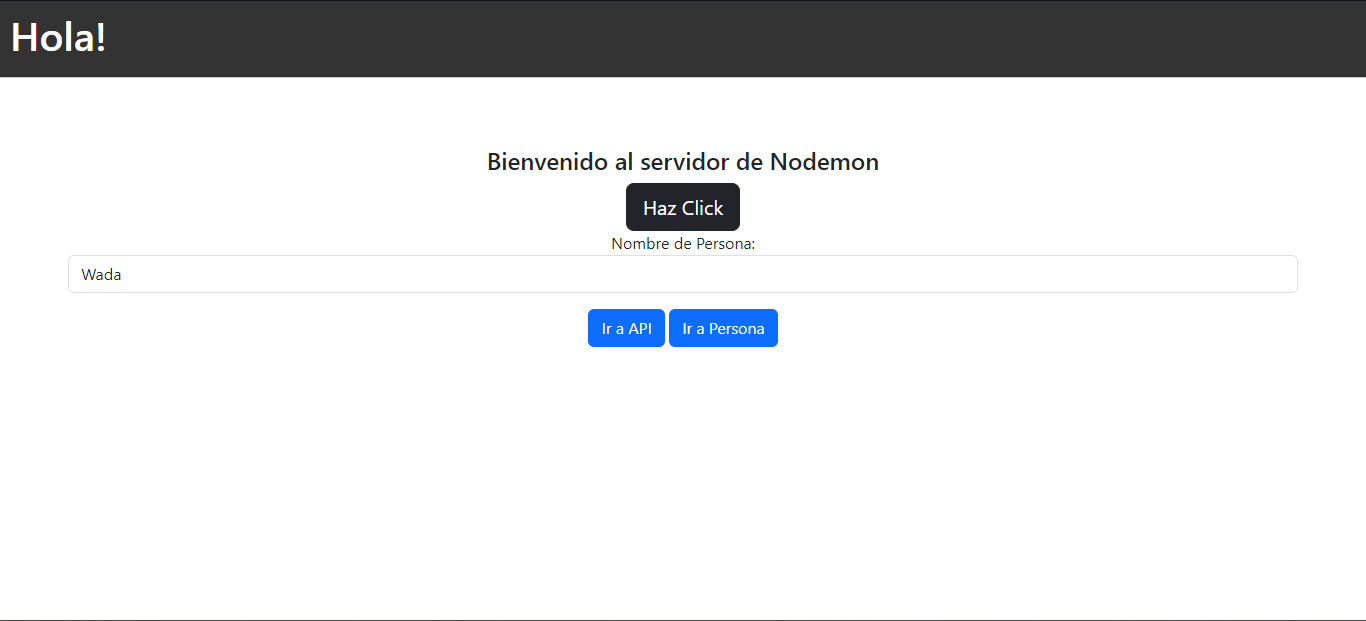 Hola!
Bienvenido al servidor de Nodemon
Haz Click
Nombre de Persona:
Wada
Ir a API Ir a Persona